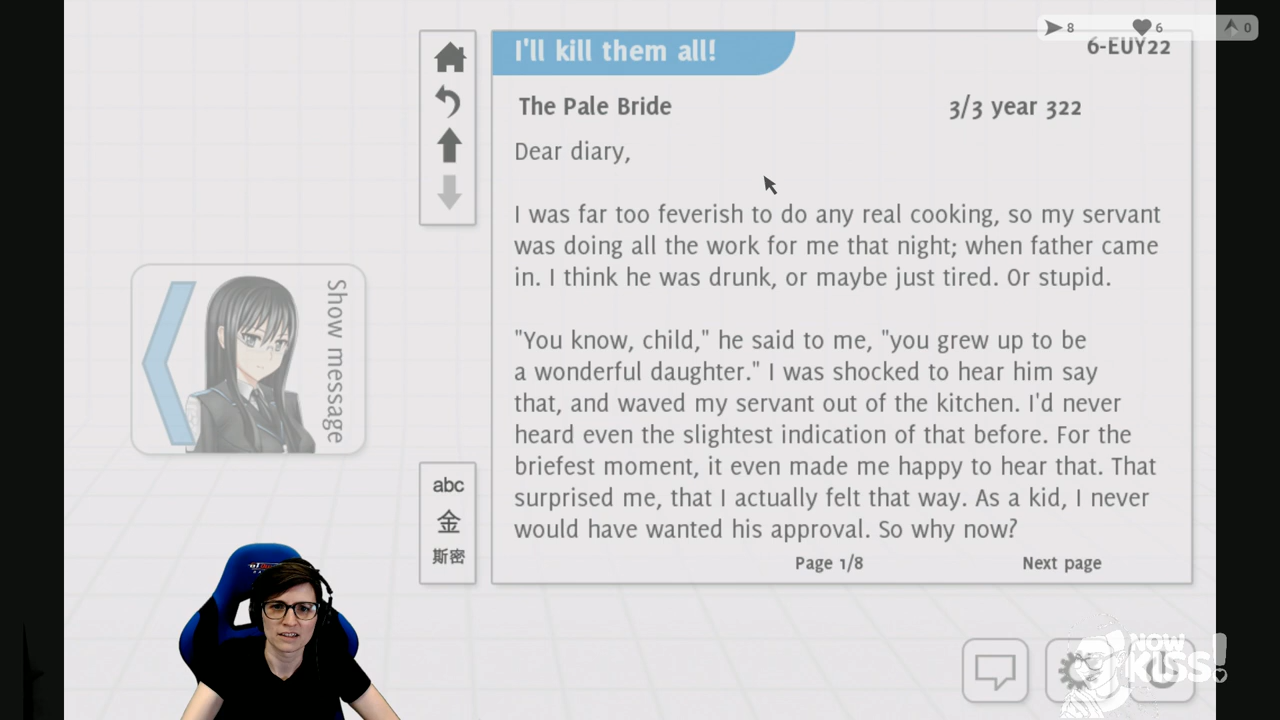 8
6
0
I'll kill them all!
6-EUY22
The Pale Bride
3/3 year 322
Dear diary,
I was far too feverish to do any real cooking, so my servant
was doing all the work for me that night; when father came
in. I think he was drunk, or maybe just tired. Or stupid.
"You know, child," he said to me, "you grew up to be
a wonderful daughter." I was shocked to hear him say
that, and waved my servant out of the kitchen. I'd never
heard even the slightest indication of that before. For the
briefest moment, it even made me happy to hear that. That
surprised me, that I actually felt that way. As a kid, I never
would have wanted his approval. So why now?
Page 1/8
Next page
Show message
abc
金
斯密
NOW
KISS!